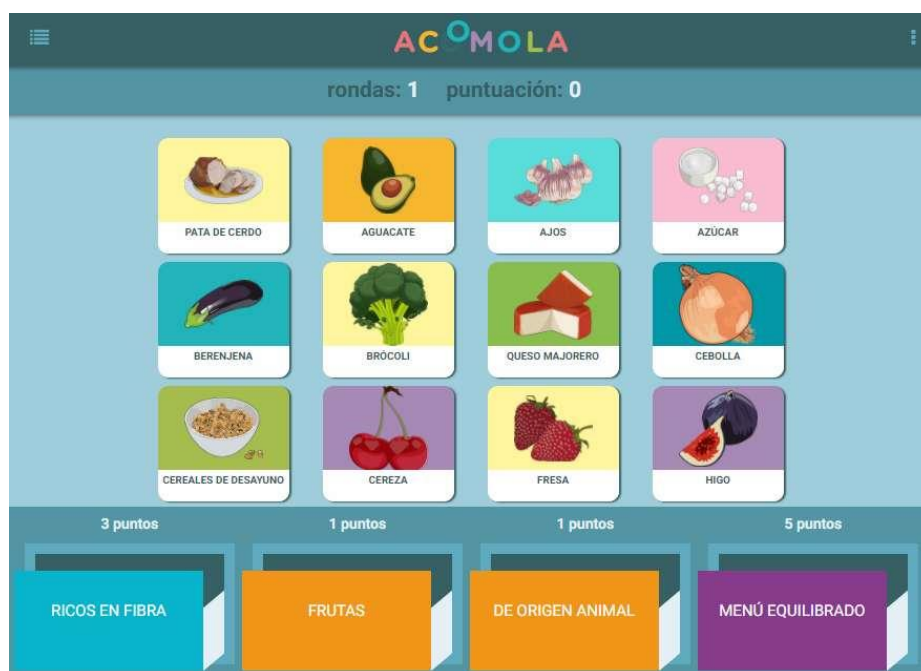 ACOMOLA
rondas: 1 puntuación: 0
PATA DE CERDO
AGUACATE
AJOS
AZÚCAR
BERENJENA
BRÓCOLI
QUESO MAJORERO
CEBOLLA
CEREALES DE DESAYUNO
CEREZA
FRESA
HIGO
3 puntos
1 puntos
1 puntos
5 puntos
RICOS EN FIBRA
FRUTAS
DE ORIGEN ANIMAL
MENÚ EQUILIBRADO